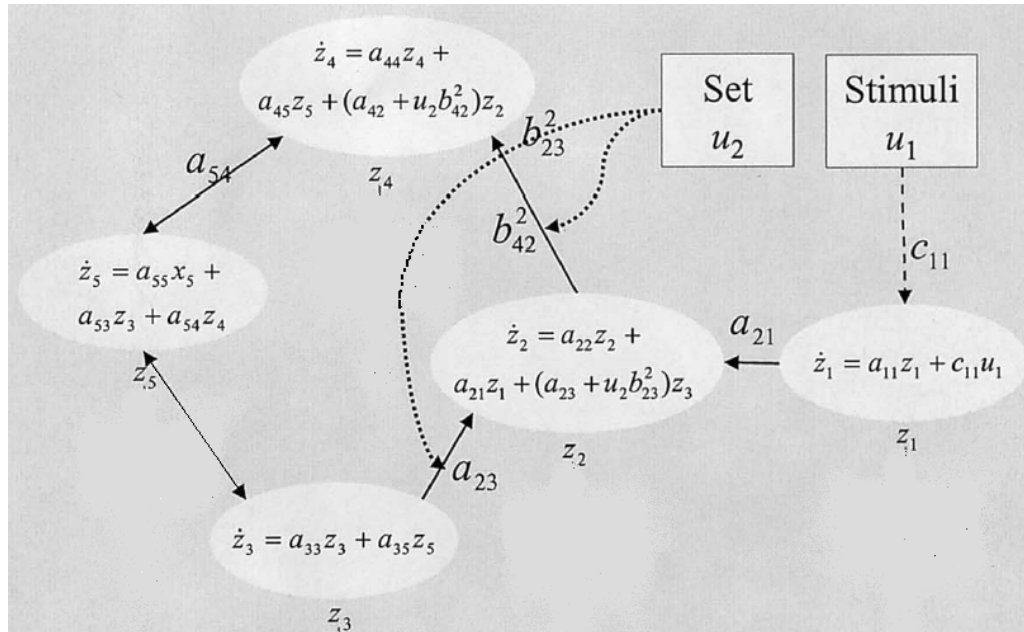 ż₄ = a₄₄z₄ +
a₄₅z₅ + (a₄₂ + u₂b²₄₂)z₂
z₄
Set
u₂
Stimuli
u₁
b²₂₃
a₅₄
b²₄₂
c₁₁
ż₅ = a₅₅x₅ +
a₅₃z₃ + a₅₄z₄
z₅
ż₂ = a₂₂z₂ +
a₂₁z₁ + (a₂₃ + u₂b²₂₃)z₃
z₂
a₂₁
ż₁ = a₁₁z₁ + c₁₁u₁
z₁
a₂₃
ż₃ = a₃₃z₃ + a₃₅z₅
z₃